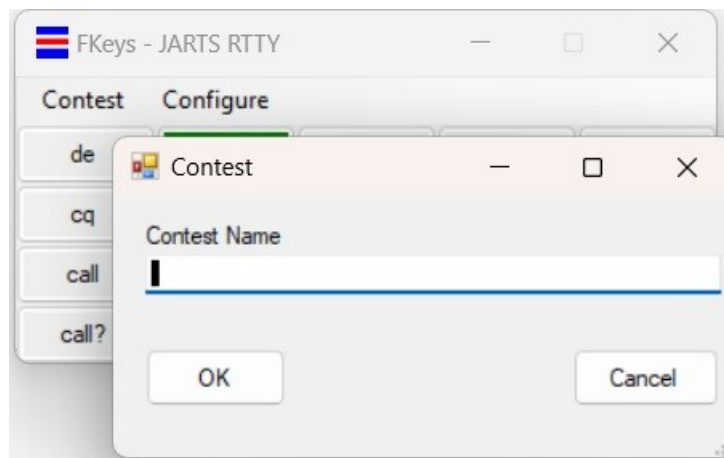 FKeys - JARTS RTTY
Contest Configure
de
Contest
cq
Contest Name
call
call?
OK Cancel